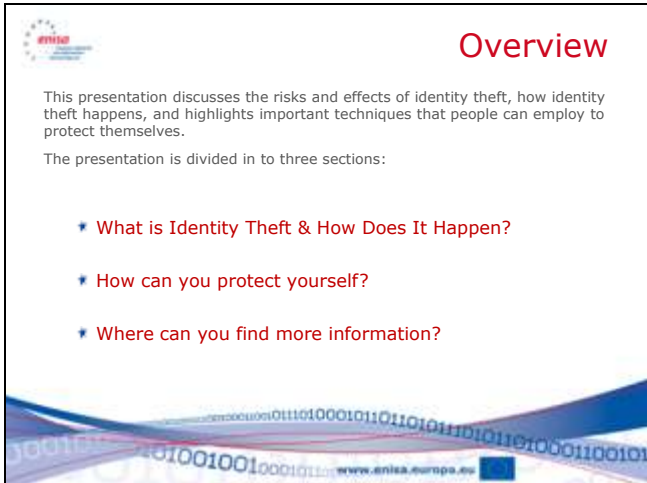 enisa
Overview
This presentation discusses the risks and effects of identity theft, how identity
theft happens, and highlights important techniques that people can employ to
protect themselves.
The presentation is divided in to three sections:
What is Identity Theft & How Does It Happen?
How can you protect yourself?
Where can you find more information?
www.enisa.europa.eu